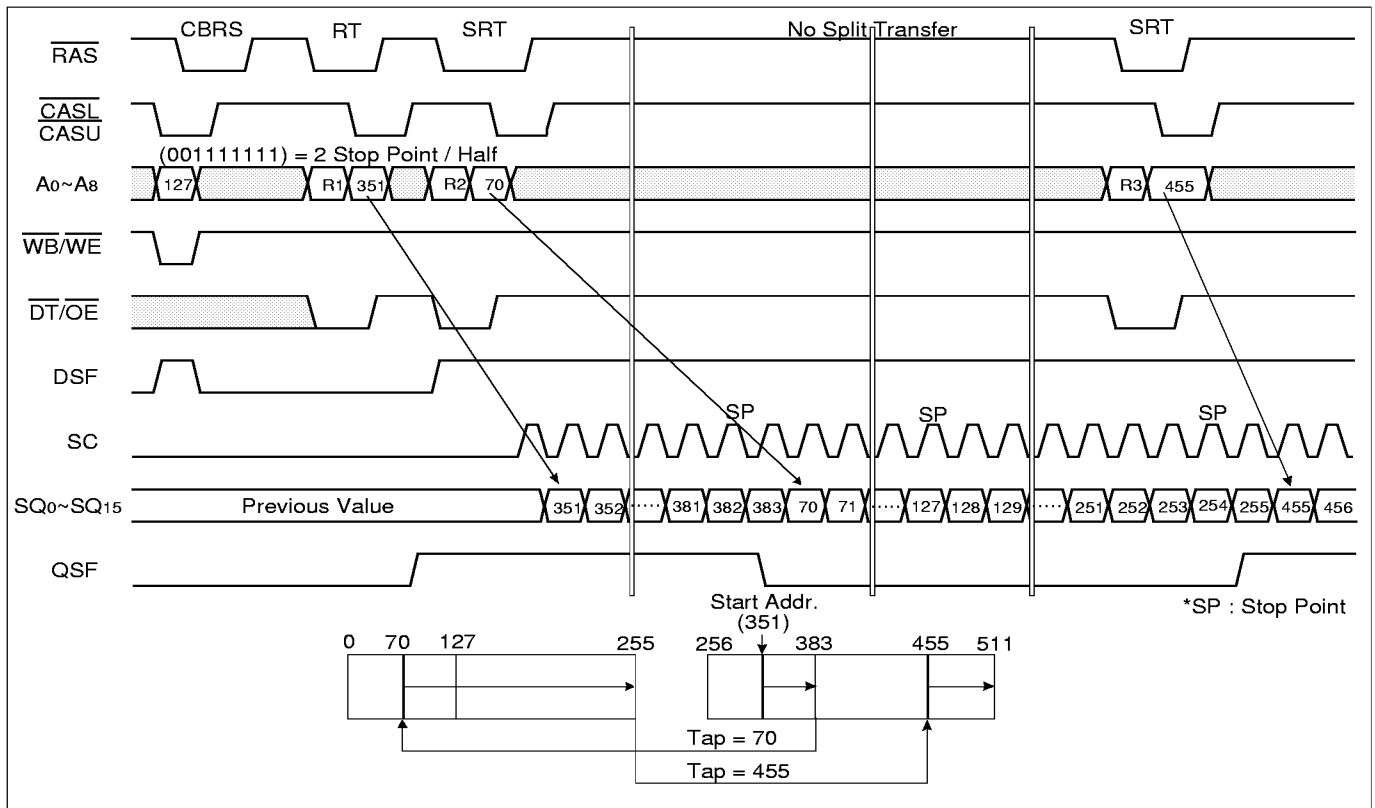 CBRS RT SRT No Split Transfer SRT
RAS
CASL
CASU
(001111111) = 2 Stop Point / Half
A0~A8 127 R1 351 R2 70 R3 455
WB/WE
DT/OE
DSF
SP SP SP
SC
SQ0~SQ15 Previous Value 351 352 ····· 381 382 383 70 71 ····· 127 128 129 ····· 251 252 253 254 255 455 456
QSF
*SP : Stop Point
Start Addr.
(351)
0 70 127 255 256 383 455 511
Tap = 70
Tap = 455